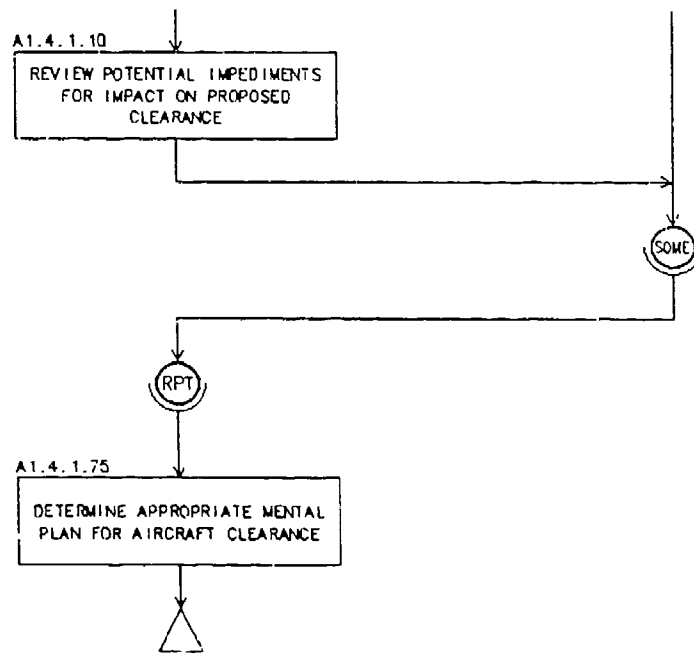 A1.4.1.10
REVIEW POTENTIAL IMPEDIMENTS
FOR IMPACT ON PROPOSED
CLEARANCE
SOME
RPT
A1.4.1.75
DETERMINE APPROPRIATE MENTAL
PLAN FOR AIRCRAFT CLEARANCE